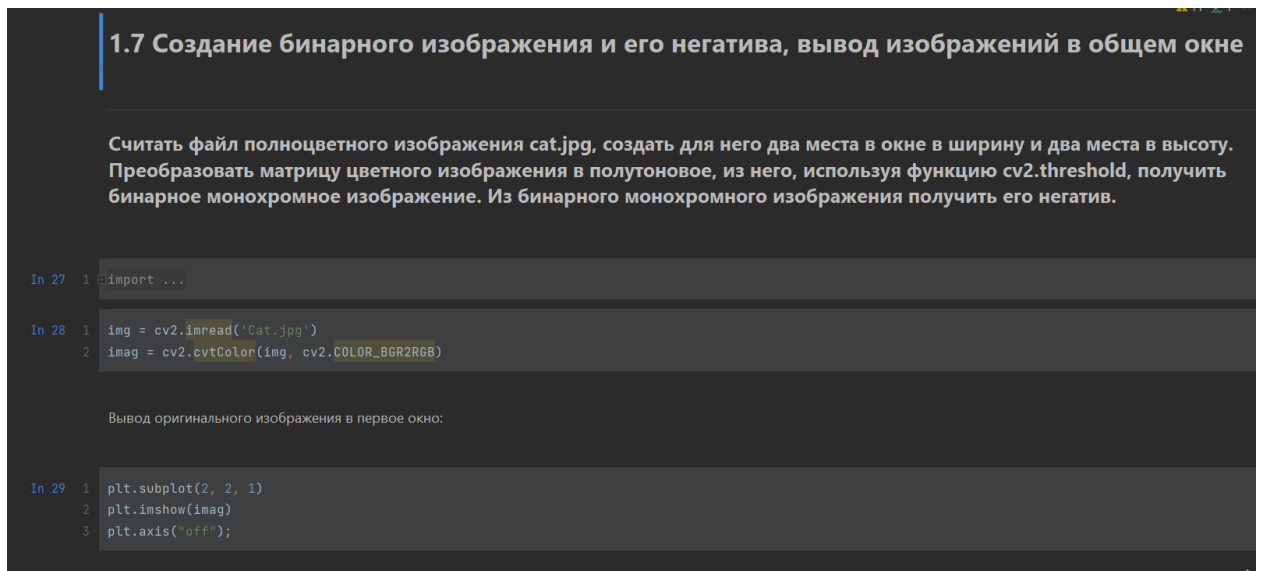 1.7 Создание бинарного изображения и его негатива, вывод изображений в общем окне
Считать файл полноцветного изображения cat.jpg, создать для него два места в окне в ширину и два места в высоту.
Преобразовать матрицу цветного изображения в полутоновое, из него, используя функцию cv2.threshold, получить
бинарное монохромное изображение. Из бинарного монохромного изображения получить его негатив.
In 27 1 import ...
In 28 1 img = cv2.imread('Cat.jpg')
2 imag = cv2.cvtColor(img, cv2.COLOR_BGR2RGB)
Вывод оригинального изображения в первое окно:
In 29 1 plt.subplot(2, 2, 1)
2 plt.imshow(imag)
3 plt.axis("off");